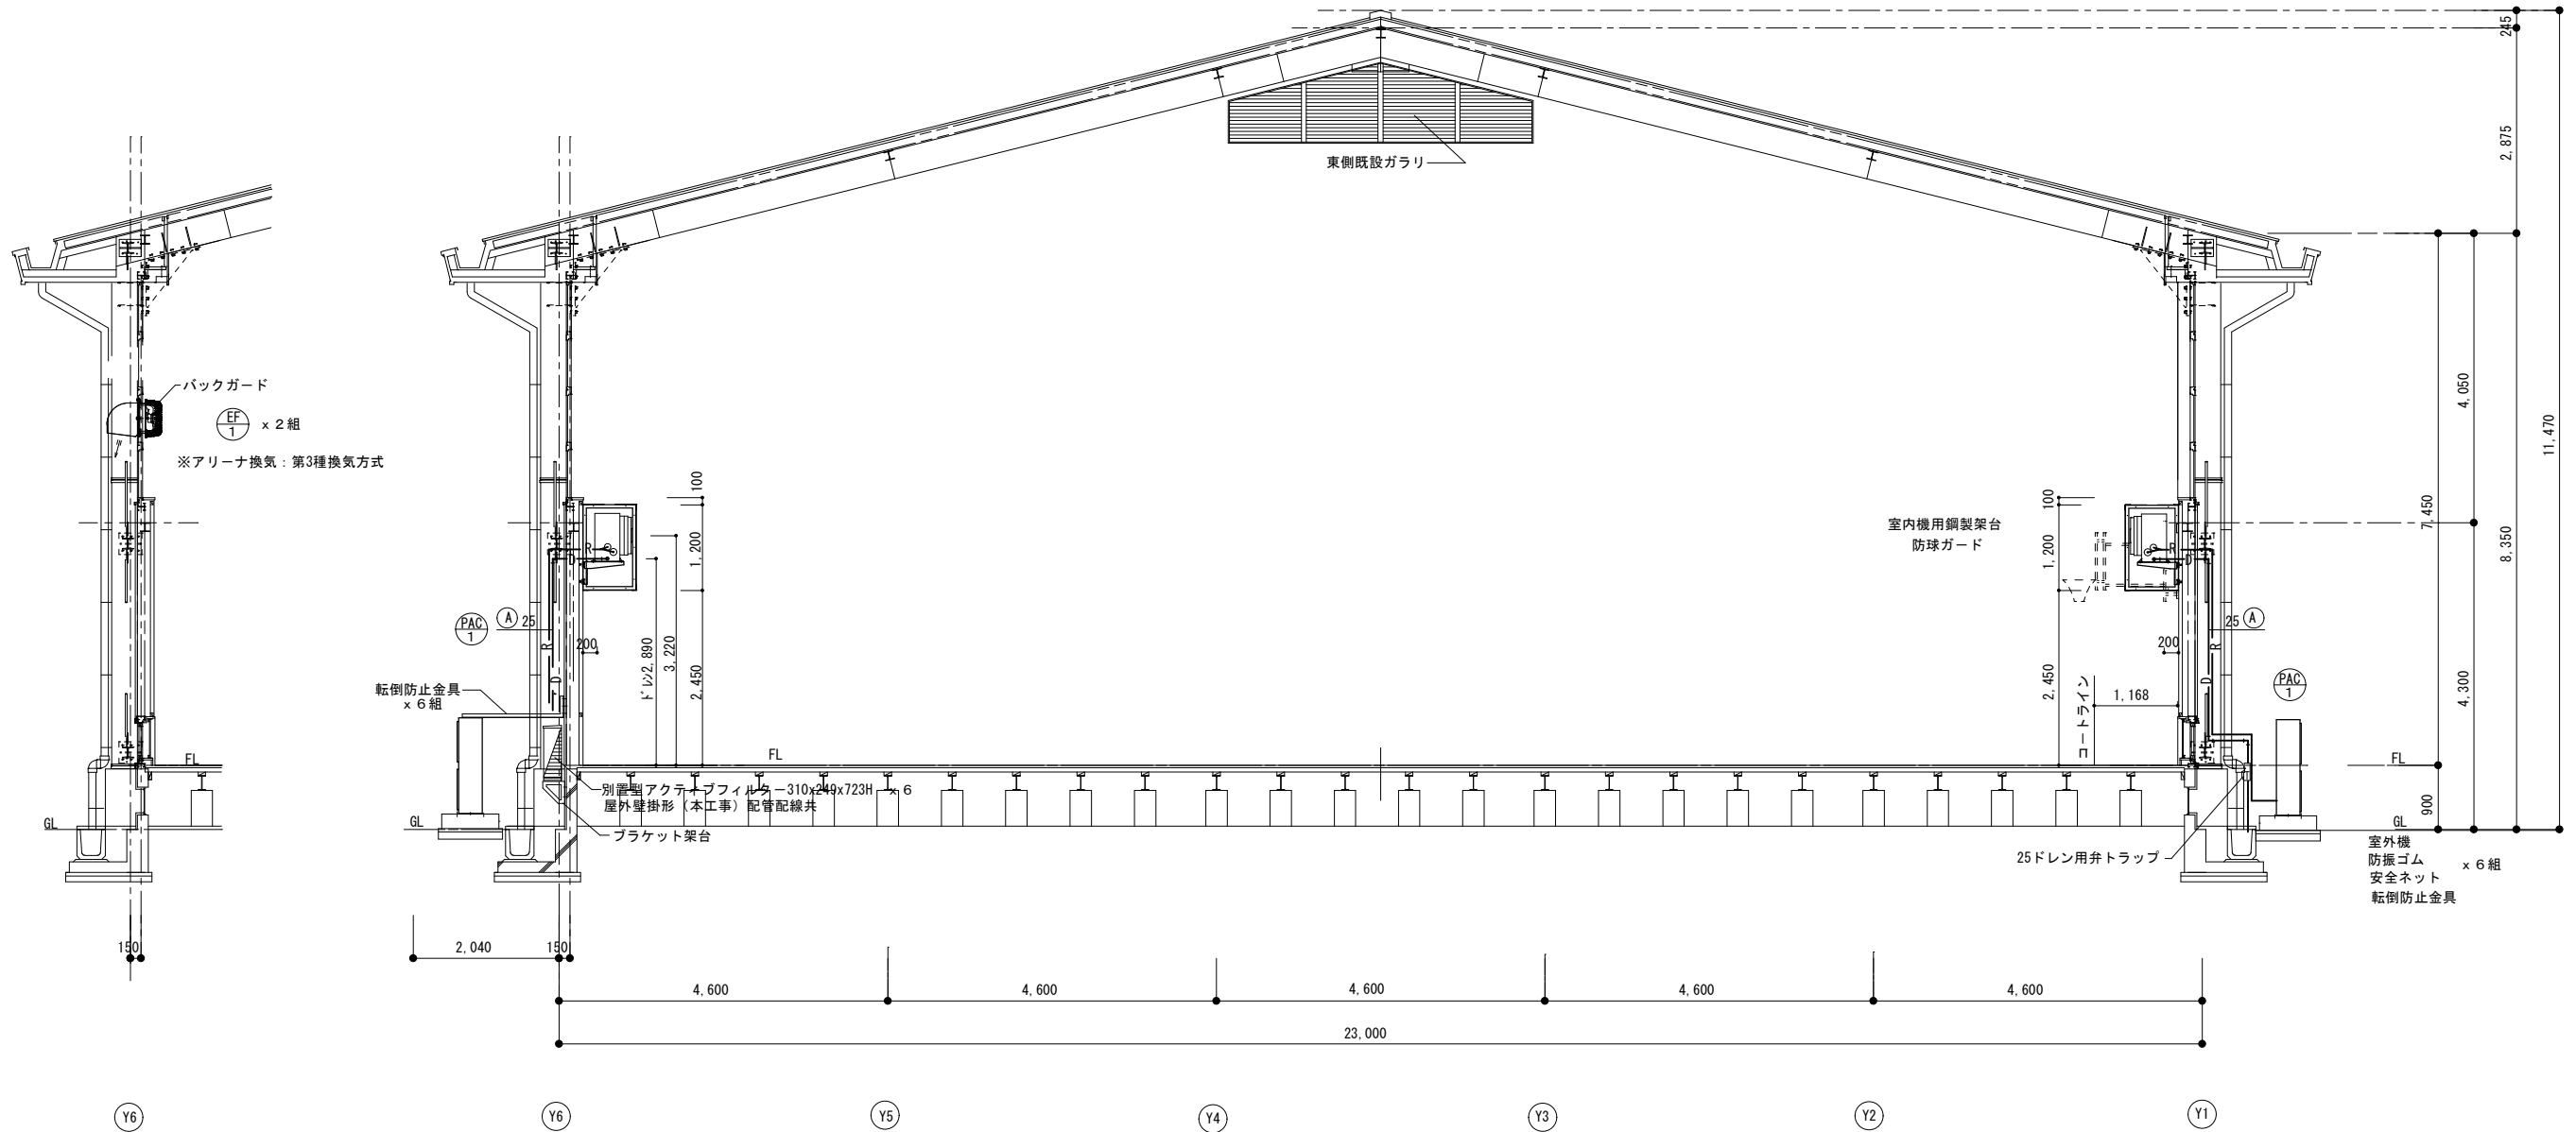 245
2,875
11,470
東側既設ガラリ
バックガード
EF
1
x 2組
※アリーナ換気：第3種換気方式
4,050
7,450
8,350
100
1,200
2,450
3,220
ドレン2,890
R
D
PAC
1
A
25
200
R
D
転倒防止金具
x 6組
室内機用鋼製架台
防球ガード
100
1,200
2,450
R
D
25
A
200
R
D
コートライン
1,168
PAC
1
4,300
900
FL
FL
FL
別置型アクティブフィルター310x249x723H x 6
屋外壁掛形（本工事）配管配線共
ブラケット架台
GL
GL
GL
25ドレン用弁トラップ
室外機
防振ゴム
安全ネット
x 6組
転倒防止金具
150
2,040
150
4,600
4,600
4,600
4,600
4,600
23,000
Y6
Y6
Y5
Y4
Y3
Y2
Y1